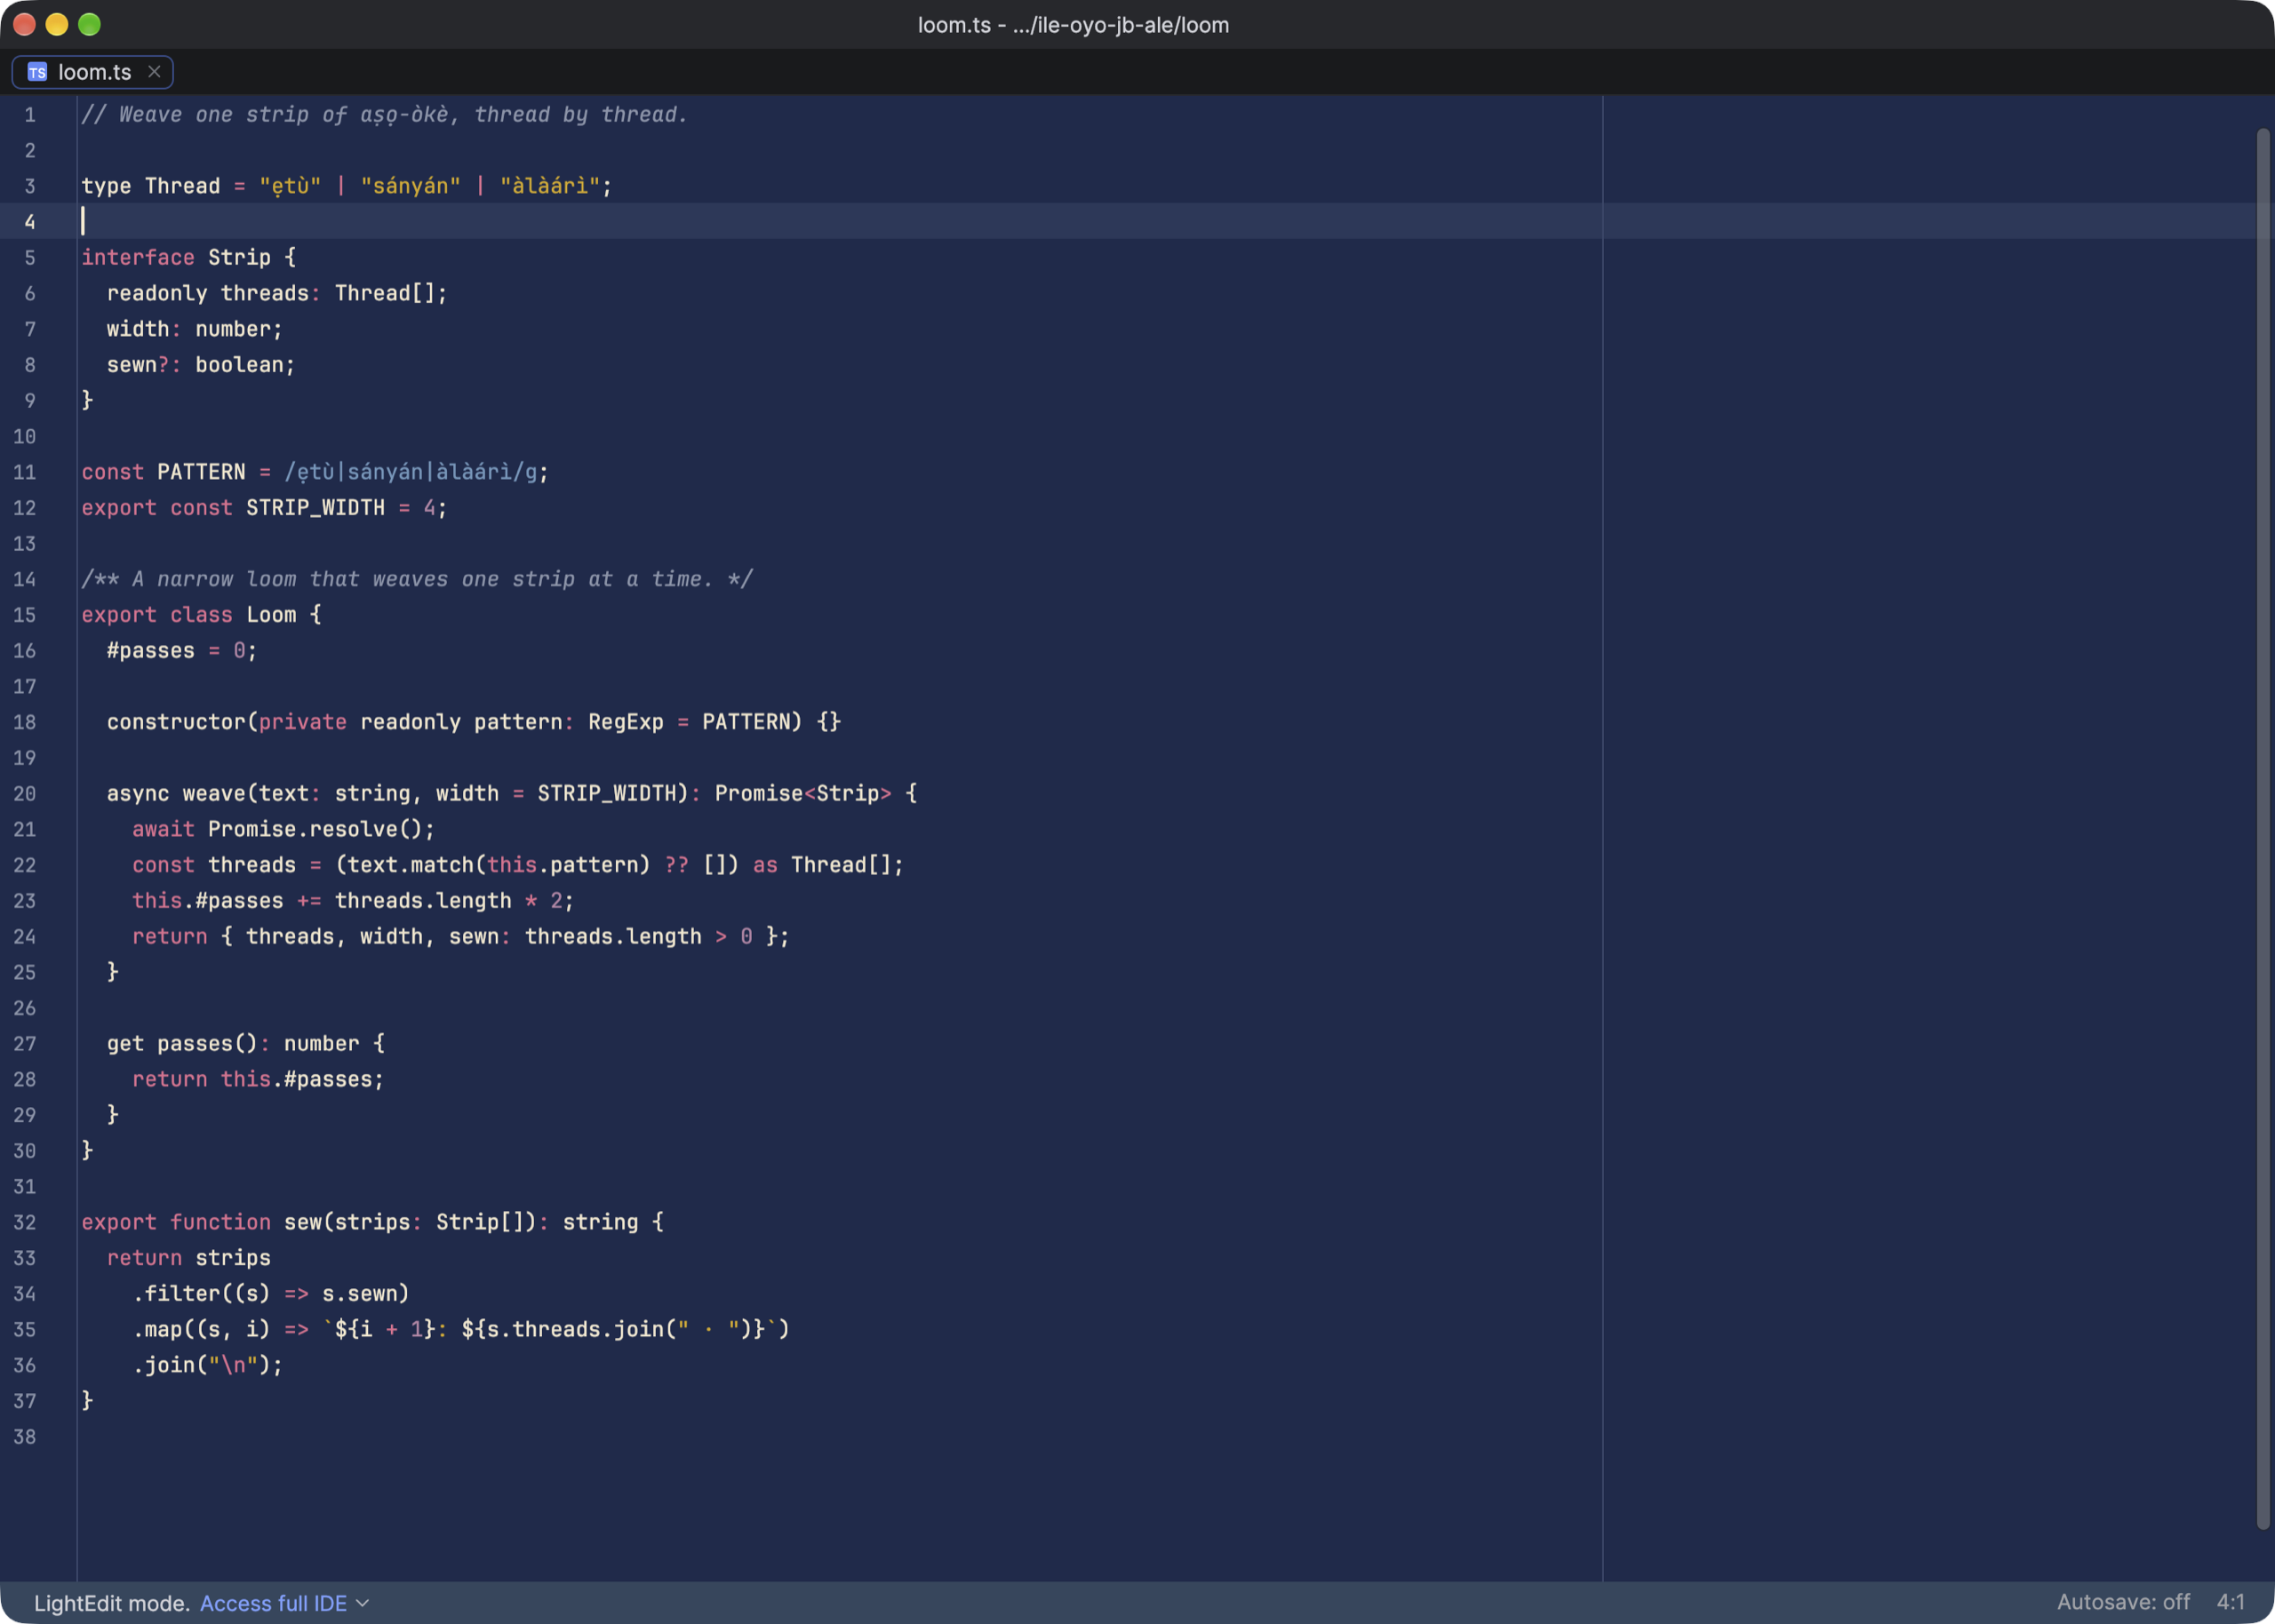 loom.ts - .../ile-oyo-jb-ale/loom
TS loom.ts
1 // Weave one strip of aṣọ-òkè, thread by thread.
2
3 type Thread = "ẹtù" | "sányán" | "àlàárì";
4
5 interface Strip {
6   readonly threads: Thread[];
7   width: number;
8   sewn?: boolean;
9 }
10
11 const PATTERN = /ẹtù|sányán|àlàárì/g;
12 export const STRIP_WIDTH = 4;
13
14 /** A narrow loom that weaves one strip at a time. */
15 export class Loom {
16   #passes = 0;
17
18   constructor(private readonly pattern: RegExp = PATTERN) {}
19
20   async weave(text: string, width = STRIP_WIDTH): Promise<Strip> {
21     await Promise.resolve();
22     const threads = (text.match(this.pattern) ?? []) as Thread[];
23     this.#passes += threads.length * 2;
24     return { threads, width, sewn: threads.length > 0 };
25   }
26
27   get passes(): number {
28     return this.#passes;
29   }
30 }
31
32 export function sew(strips: Strip[]): string {
33   return strips
34     .filter((s) => s.sewn)
35     .map((s, i) => `${i + 1}: ${s.threads.join(" · ")}`)
36     .join("\n");
37 }
38
LightEdit mode. Access full IDE
Autosave: off 4:1